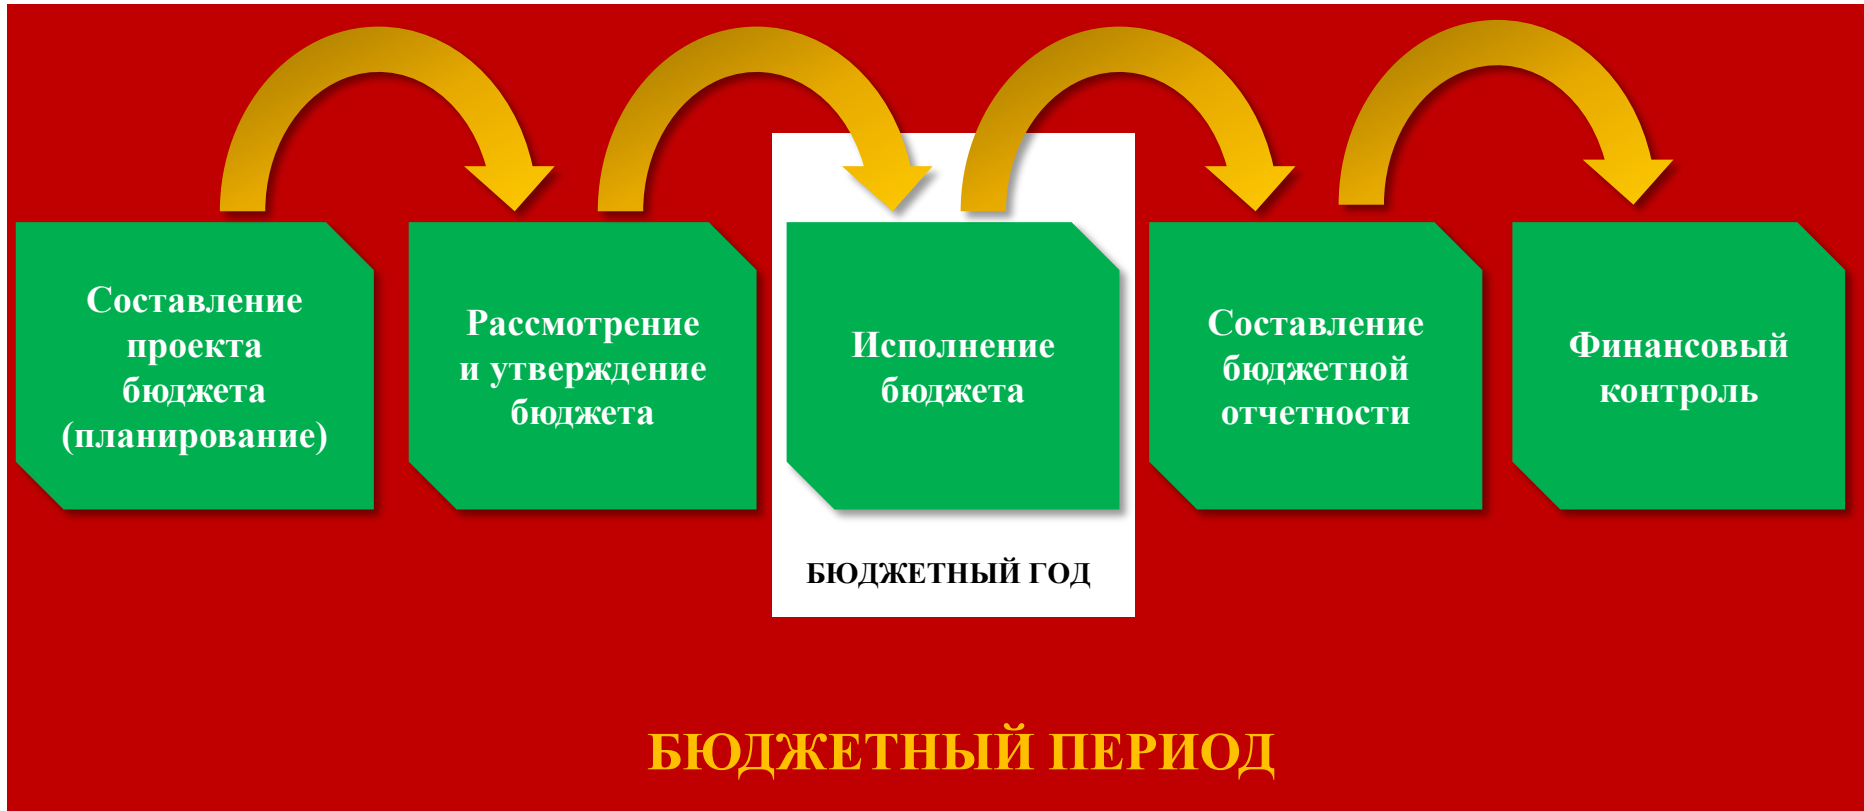 Составление
проекта
бюджета
(планирование)
Рассмотрение
и утверждение
бюджета
Исполнение
бюджета
Составление
бюджетной
отчетности
Финансовый
контроль
БЮДЖЕТНЫЙ ГОД
БЮДЖЕТНЫЙ ПЕРИОД